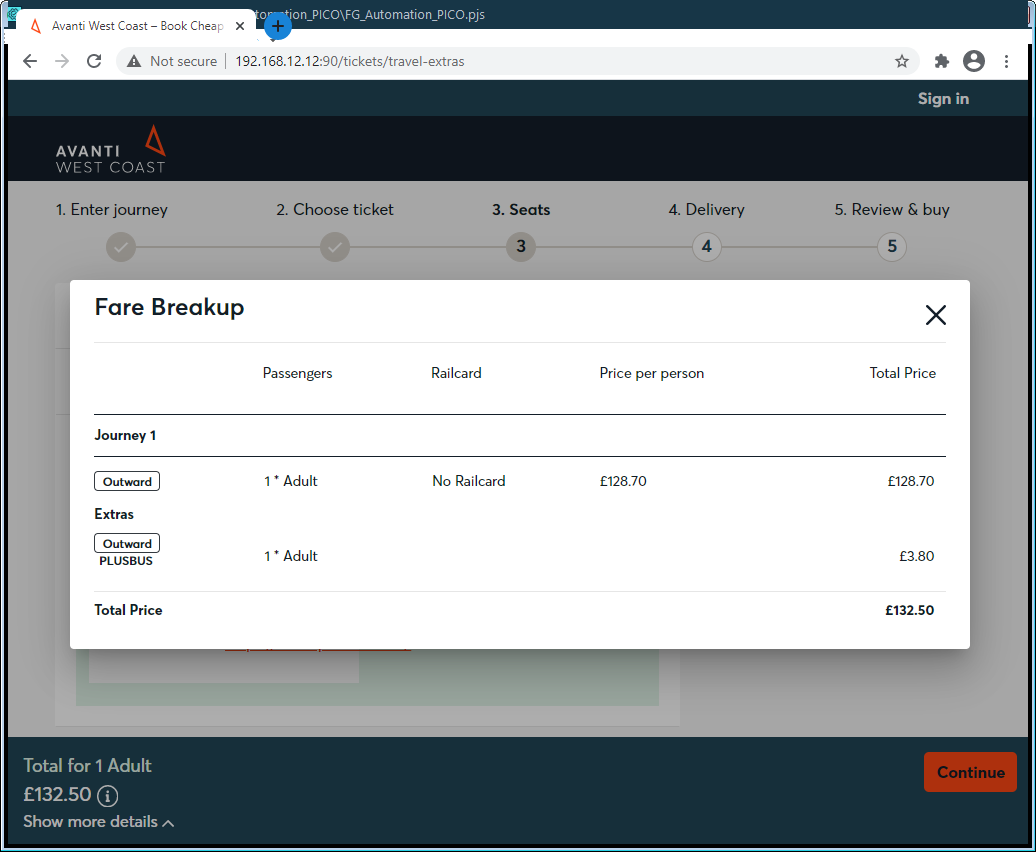 tomation_PICO\FG_Automation_PICO.pjs
Avanti West Coast – Book Cheap
Not secure 192.168.12.12:90/tickets/travel-extras
Sign in
AVANTI
WEST COAST
1. Enter journey 2. Choose ticket 3. Seats 4. Delivery 5. Review & buy
3 4 5
Fare Breakup
Passengers Railcard Price per person Total Price
Journey 1
Outward 1 * Adult No Railcard £128.70 £128.70
Extras
Outward
PLUSBUS 1 * Adult £3.80
Total Price £132.50
Total for 1 Adult
£132.50
Continue
Show more details